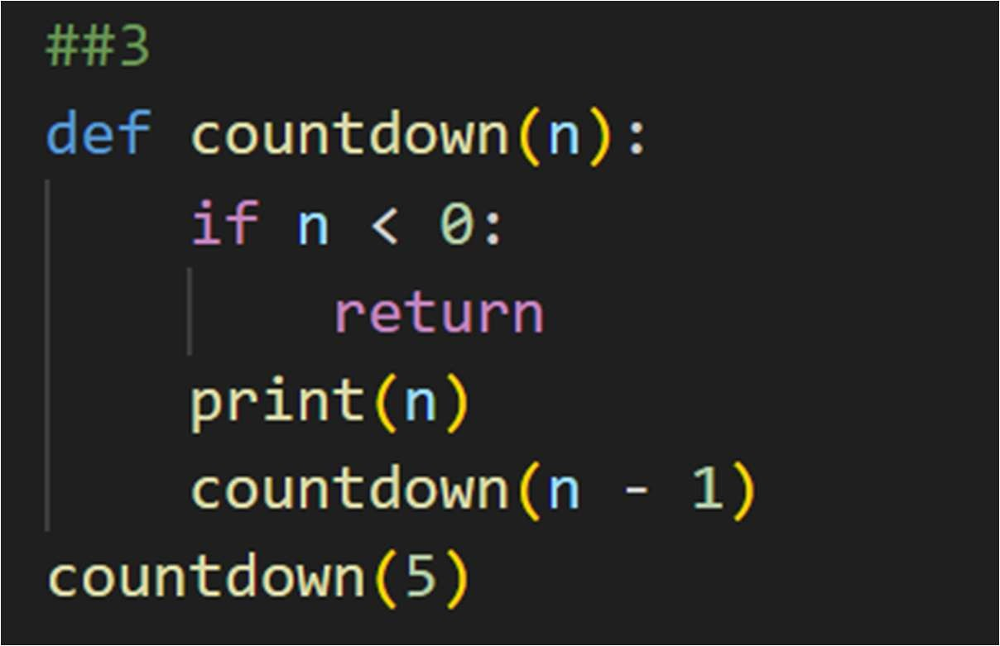 ##3
def countdown(n):
    if n < 0:
        return
    print(n)
    countdown(n - 1)
countdown(5)